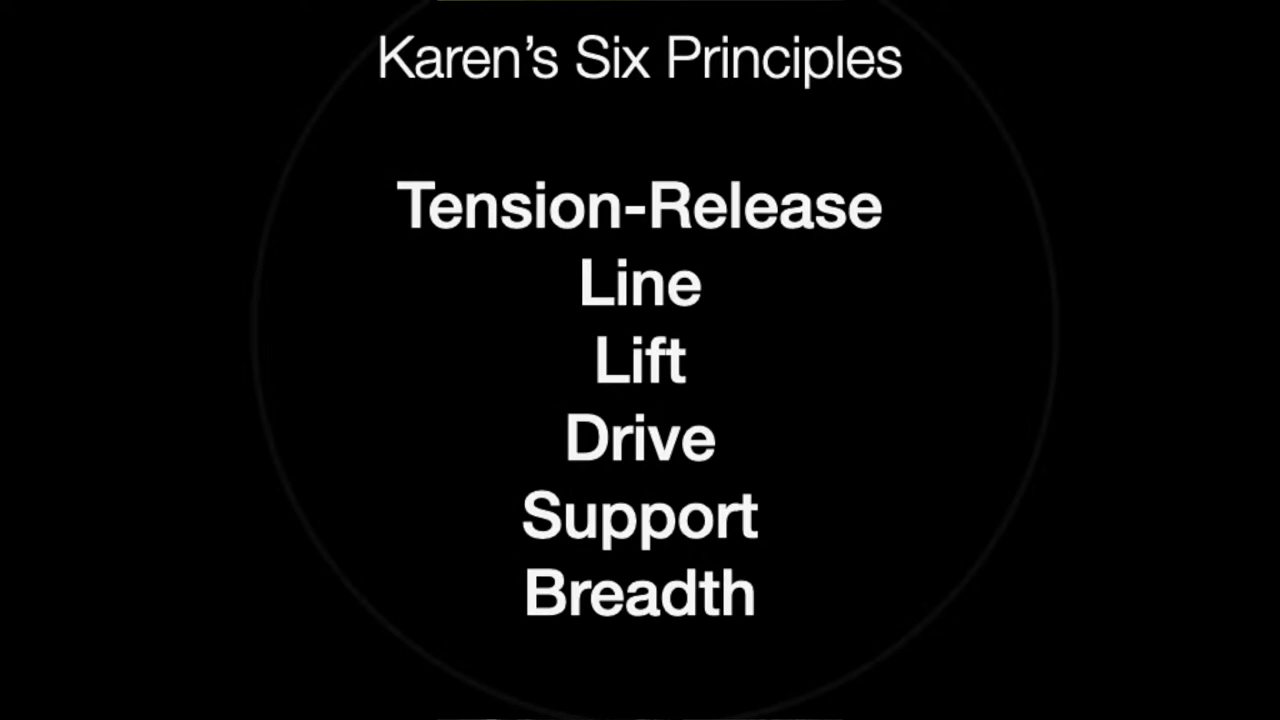 Karen’s Six Principles
Tension-Release
Line
Lift
Drive
Support
Breadth